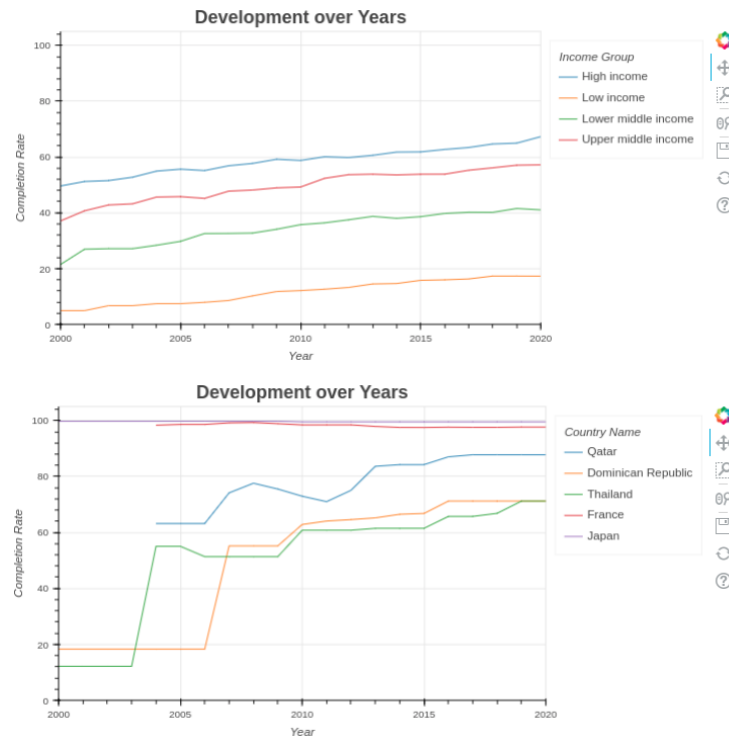 Development over Years
100
80
60
40
20
0
Completion Rate
2000
2005
2010
2015
2020
Year
Income Group
High income
Low income
Lower middle income
Upper middle income
Development over Years
100
80
60
40
20
0
Completion Rate
2000
2005
2010
2015
2020
Year
Country Name
Qatar
Dominican Republic
Thailand
France
Japan